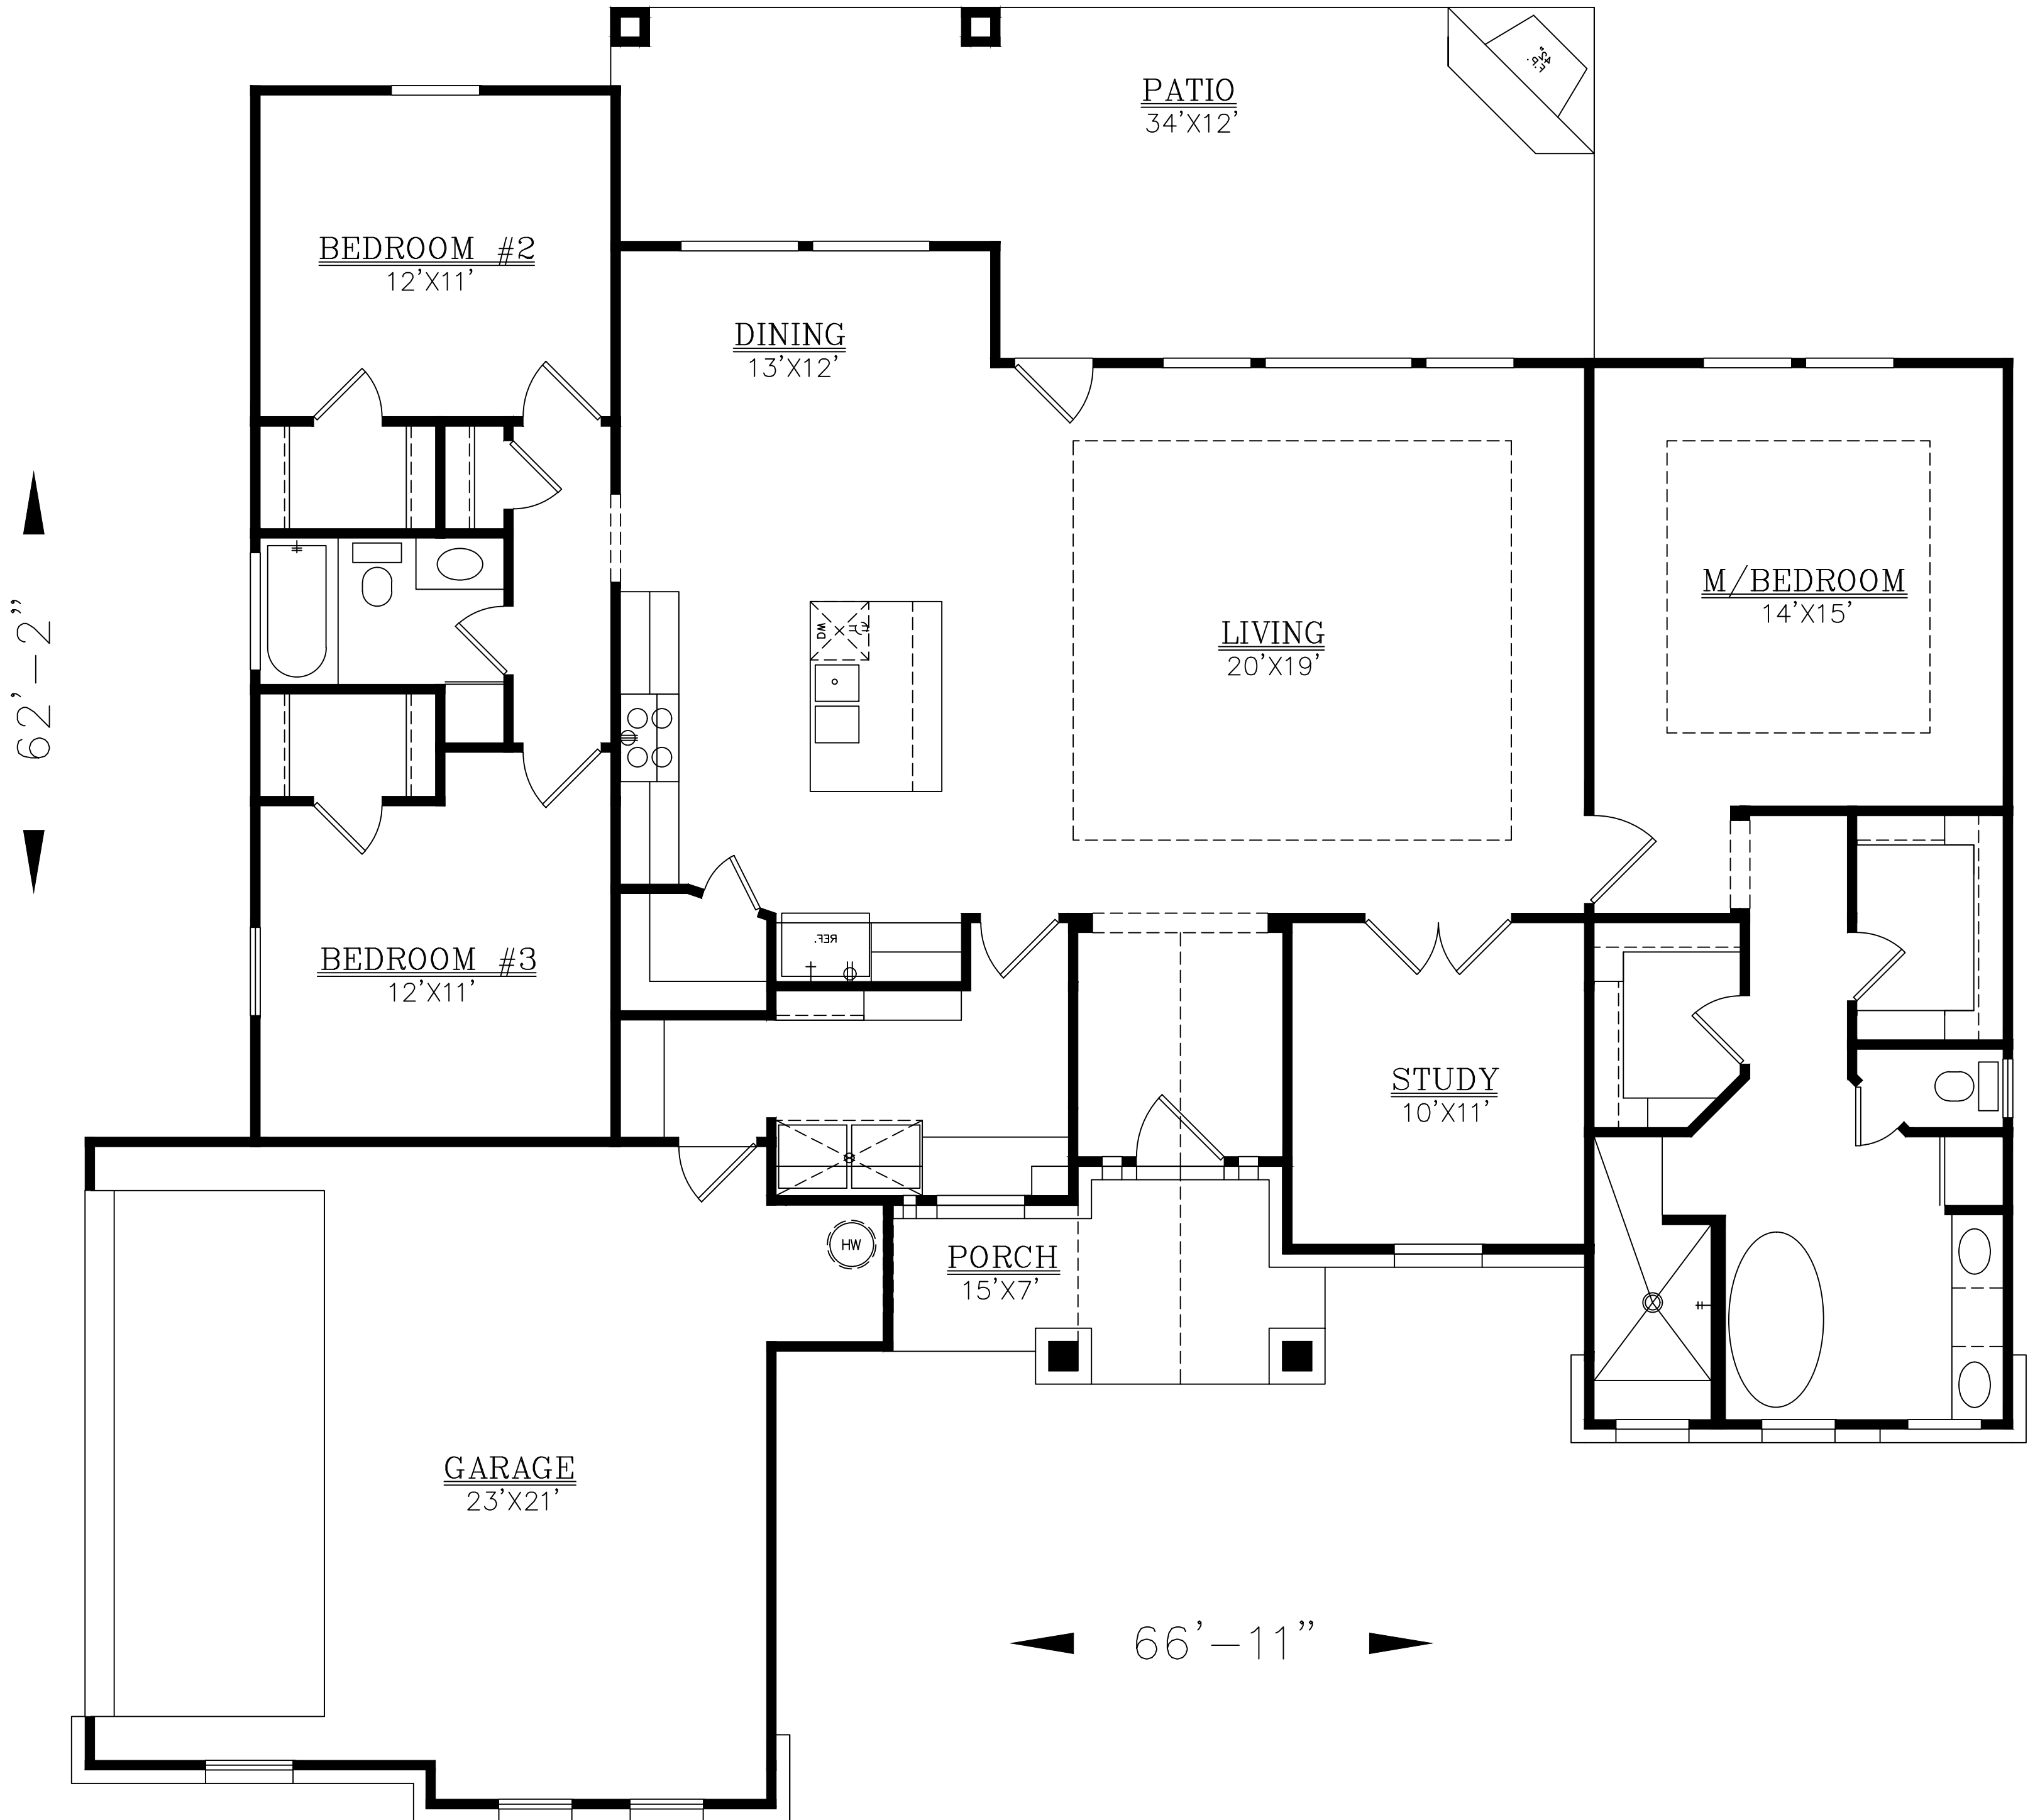 42"
F.P.
PATIO
34'X12'
BEDROOM #2
12'X11'
DINING
13'X12'
M/BEDROOM
14'X15'
DW
LIVING
20'X19'
62'-2"
REF.
BEDROOM #3
12'X11'
STUDY
10'X11'
HW
PORCH
15'X7'
GARAGE
23'X21'
66'-11"